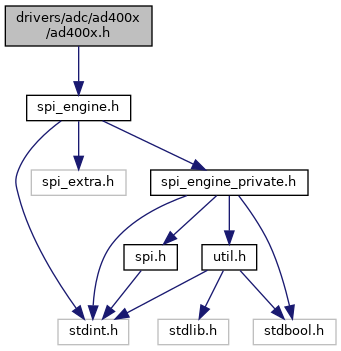 drivers/adc/ad400x
/ad400x.h
spi_engine.h
spi_extra.h
spi_engine_private.h
spi.h
util.h
stdint.h
stdlib.h
stdbool.h